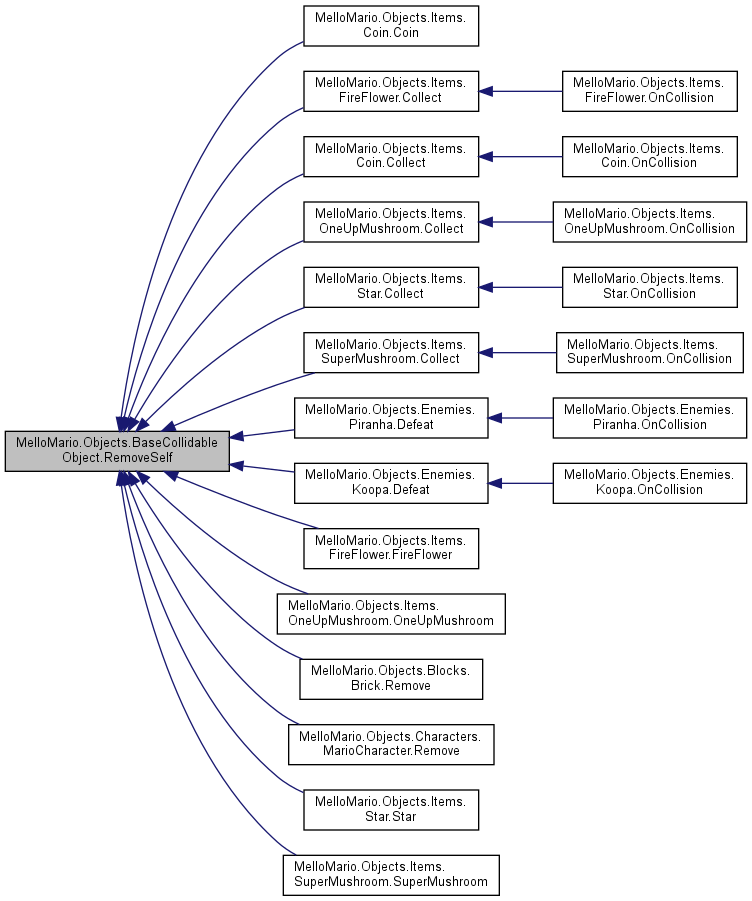 MelloMario.Objects.Items.
Coin.Coin
MelloMario.Objects.Items.
FireFlower.Collect
MelloMario.Objects.Items.
FireFlower.OnCollision
MelloMario.Objects.Items.
Coin.Collect
MelloMario.Objects.Items.
Coin.OnCollision
MelloMario.Objects.Items.
OneUpMushroom.Collect
MelloMario.Objects.Items.
OneUpMushroom.OnCollision
MelloMario.Objects.Items.
Star.Collect
MelloMario.Objects.Items.
Star.OnCollision
MelloMario.Objects.Items.
SuperMushroom.Collect
MelloMario.Objects.Items.
SuperMushroom.OnCollision
MelloMario.Objects.Enemies.
Piranha.Defeat
MelloMario.Objects.Enemies.
Piranha.OnCollision
MelloMario.Objects.BaseCollidable
Object.RemoveSelf
MelloMario.Objects.Enemies.
Koopa.Defeat
MelloMario.Objects.Enemies.
Koopa.OnCollision
MelloMario.Objects.Items.
FireFlower.FireFlower
MelloMario.Objects.Items.
OneUpMushroom.OneUpMushroom
MelloMario.Objects.Blocks.
Brick.Remove
MelloMario.Objects.Characters.
MarioCharacter.Remove
MelloMario.Objects.Items.
Star.Star
MelloMario.Objects.Items.
SuperMushroom.SuperMushroom